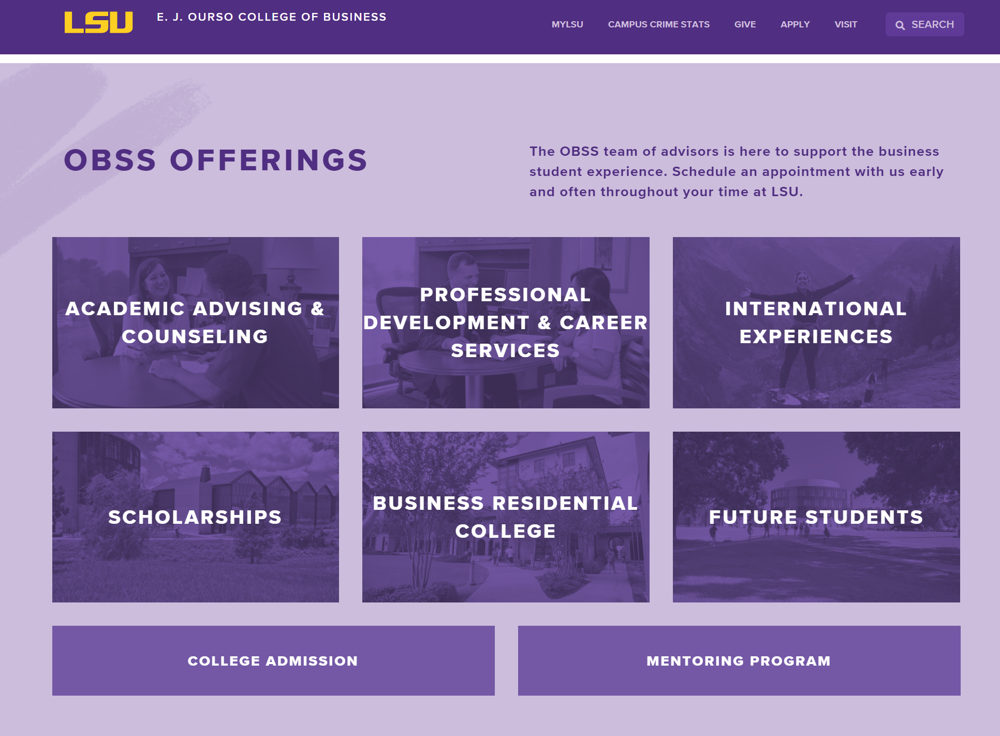 LSU
E. J. OURSO COLLEGE OF BUSINESS
MYLSU
CAMPUS CRIME STATS
GIVE
APPLY
VISIT
SEARCH
OBSS OFFERINGS
The OBSS team of advisors is here to support the business
student experience. Schedule an appointment with us early
and often throughout your time at LSU.
ACADEMIC ADVISING &
COUNSELING
PROFESSIONAL
DEVELOPMENT & CAREER
SERVICES
INTERNATIONAL
EXPERIENCES
SCHOLARSHIPS
BUSINESS RESIDENTIAL
COLLEGE
FUTURE STUDENTS
COLLEGE ADMISSION
MENTORING PROGRAM